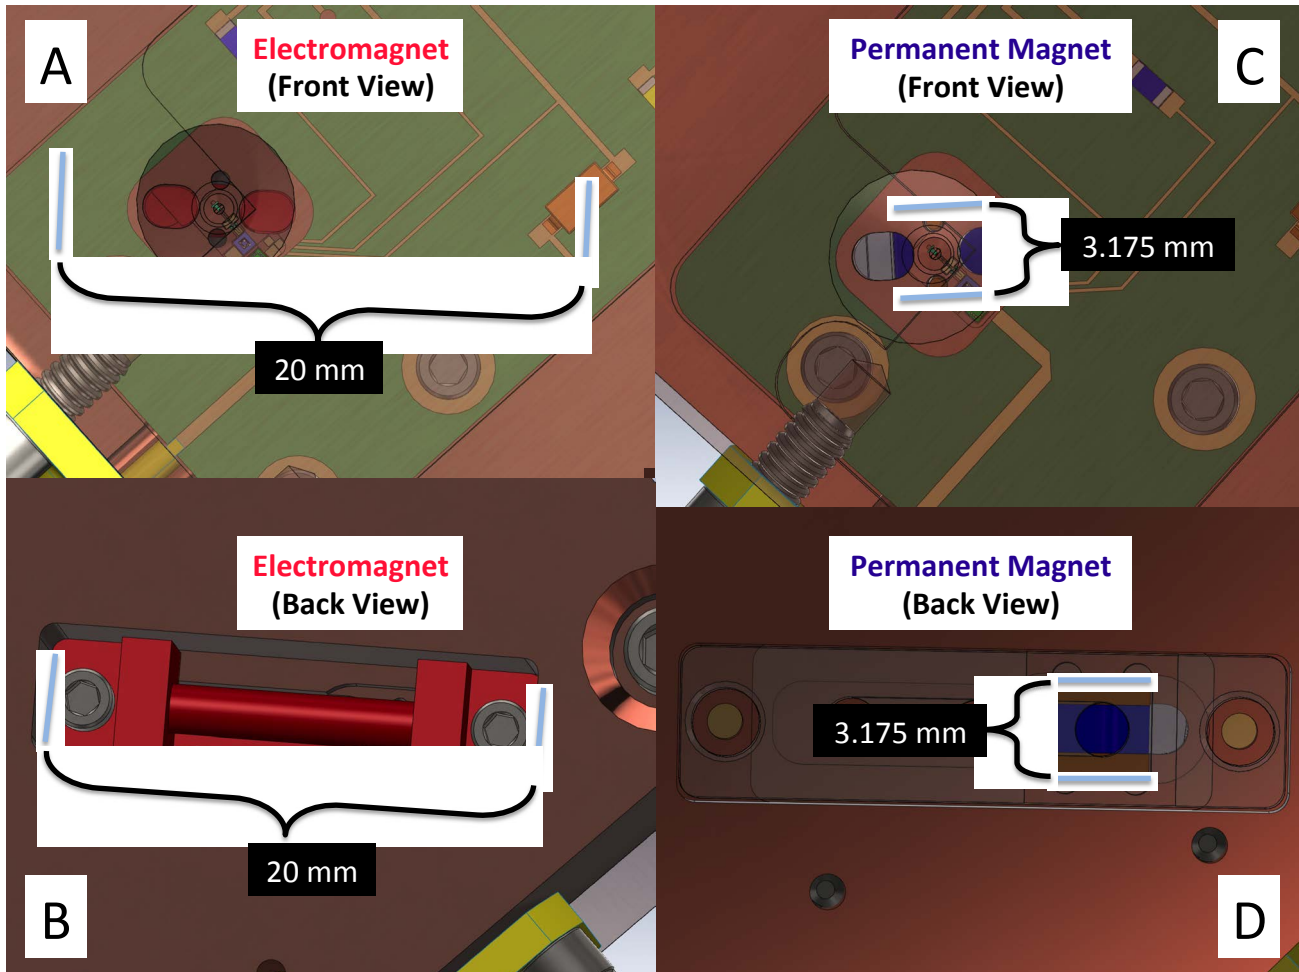 A
Electromagnet
(Front View)
20 mm
Permanent Magnet
(Front View)
C
3.175 mm
Electromagnet
(Back View)
20 mm
B
Permanent Magnet
(Back View)
3.175 mm
D